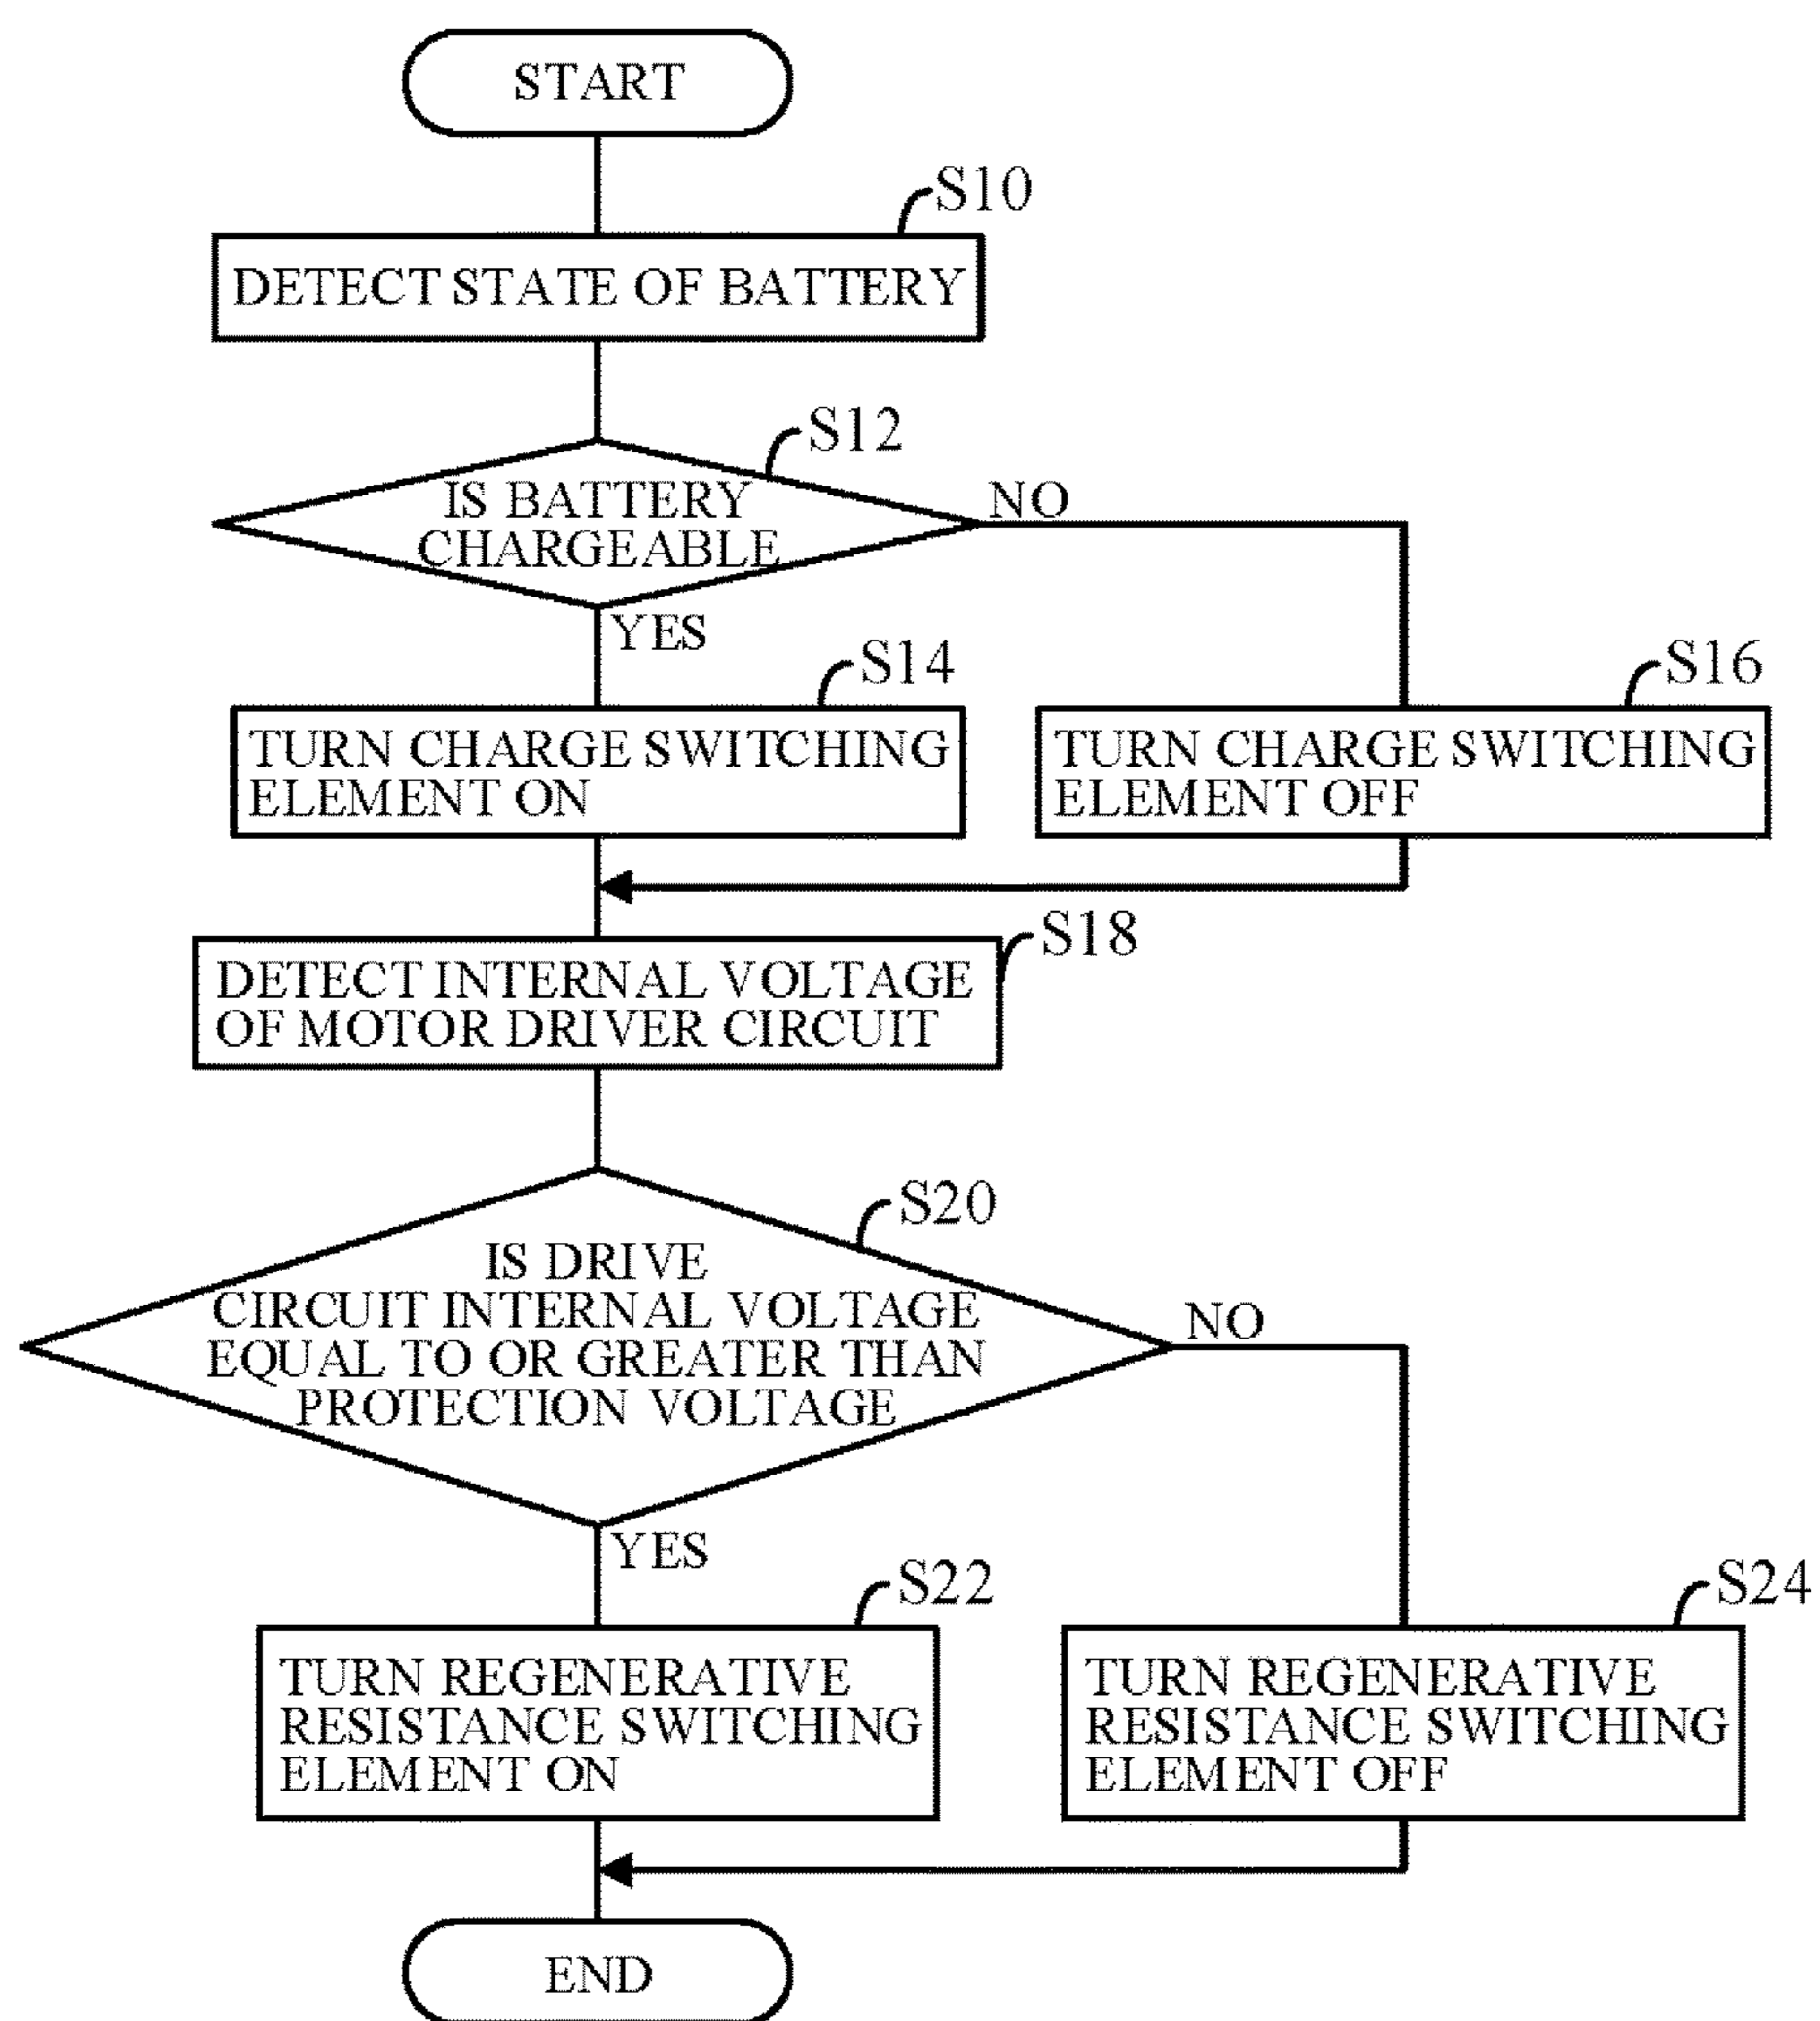 START
S10
DETECT STATE OF BATTERY
S12
IS BATTERY
CHARGEABLE
NO
YES
S14
TURN CHARGE SWITCHING
ELEMENT ON
S16
TURN CHARGE SWITCHING
ELEMENT OFF
S18
DETECT INTERNAL VOLTAGE
OF MOTOR DRIVER CIRCUIT
S20
IS DRIVE
CIRCUIT INTERNAL VOLTAGE
EQUAL TO OR GREATER THAN
PROTECTION VOLTAGE
NO
YES
S22
TURN REGENERATIVE
RESISTANCE SWITCHING
ELEMENT ON
S24
TURN REGENERATIVE
RESISTANCE SWITCHING
ELEMENT OFF
END